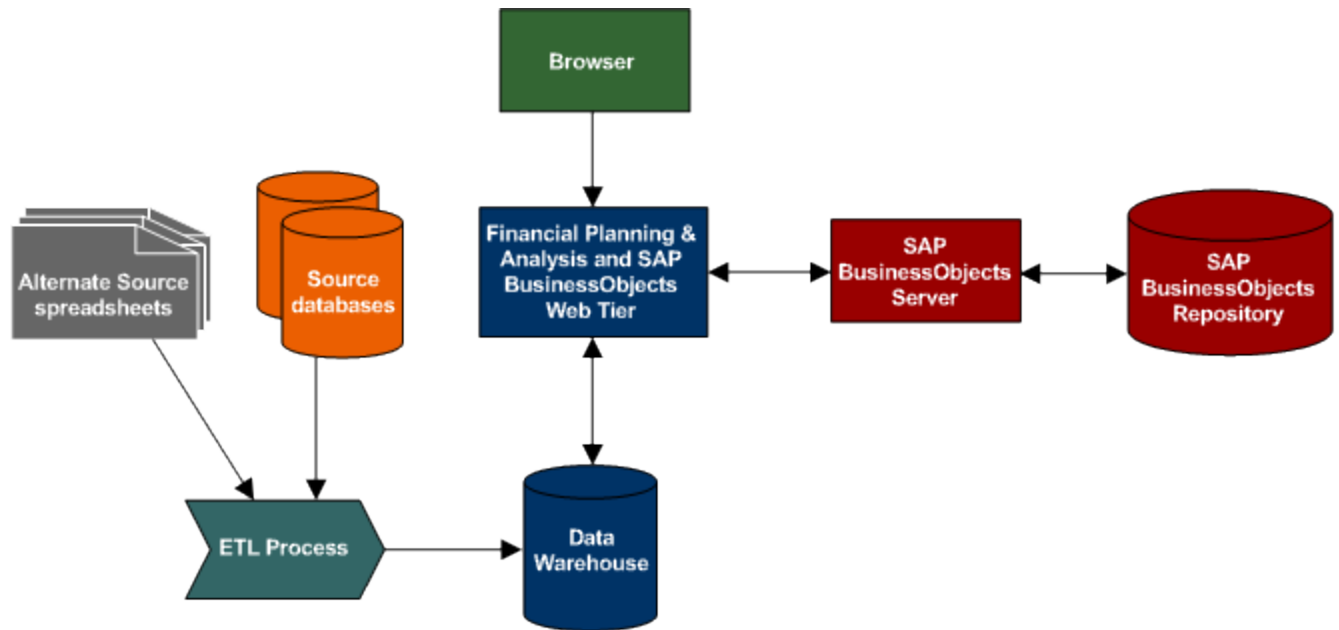 Browser
Financial Planning &
Analysis and SAP
BusinessObjects
Web Tier
SAP
BusinessObjects
Server
SAP
BusinessObjects
Repository
Alternate Source
spreadsheets
Source
databases
ETL Process
Data
Warehouse